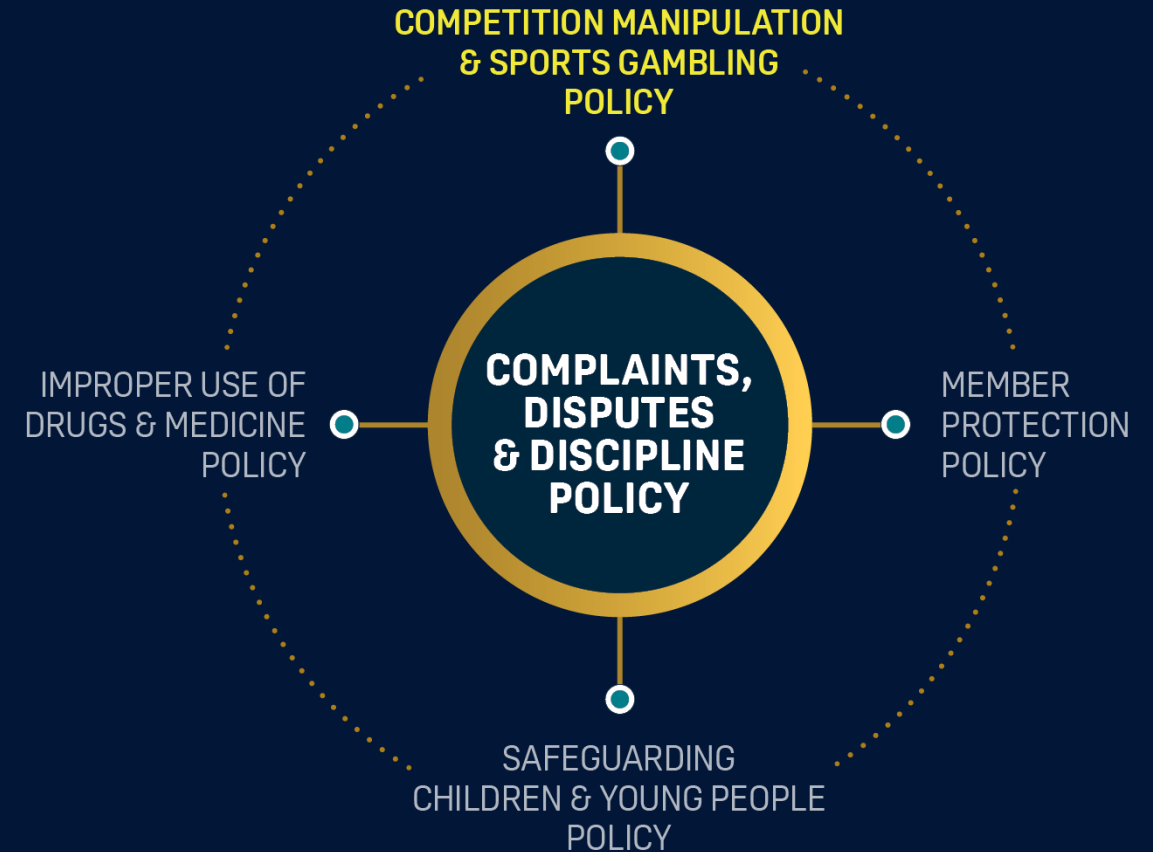 COMPETITION MANIPULATION
& SPORTS GAMBLING
POLICY
IMPROPER USE OF
DRUGS & MEDICINE
POLICY
COMPLAINTS,
DISPUTES
& DISCIPLINE
POLICY
MEMBER
PROTECTION
POLICY
SAFEGUARDING
CHILDREN & YOUNG PEOPLE
POLICY